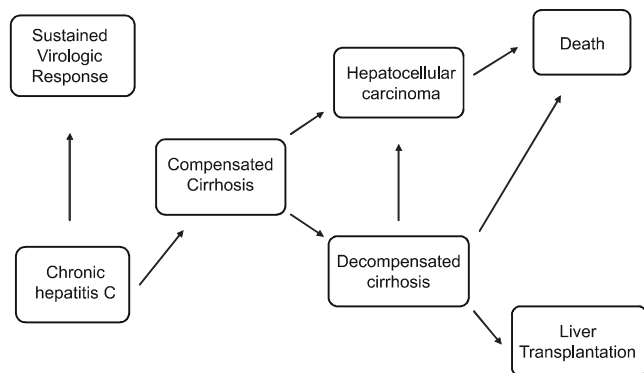 Sustained
Virologic
Response
Hepatocellular
carcinoma
Death
Compensated
Cirrhosis
Chronic
hepatitis C
Decompensated
cirrhosis
Liver
Transplantation